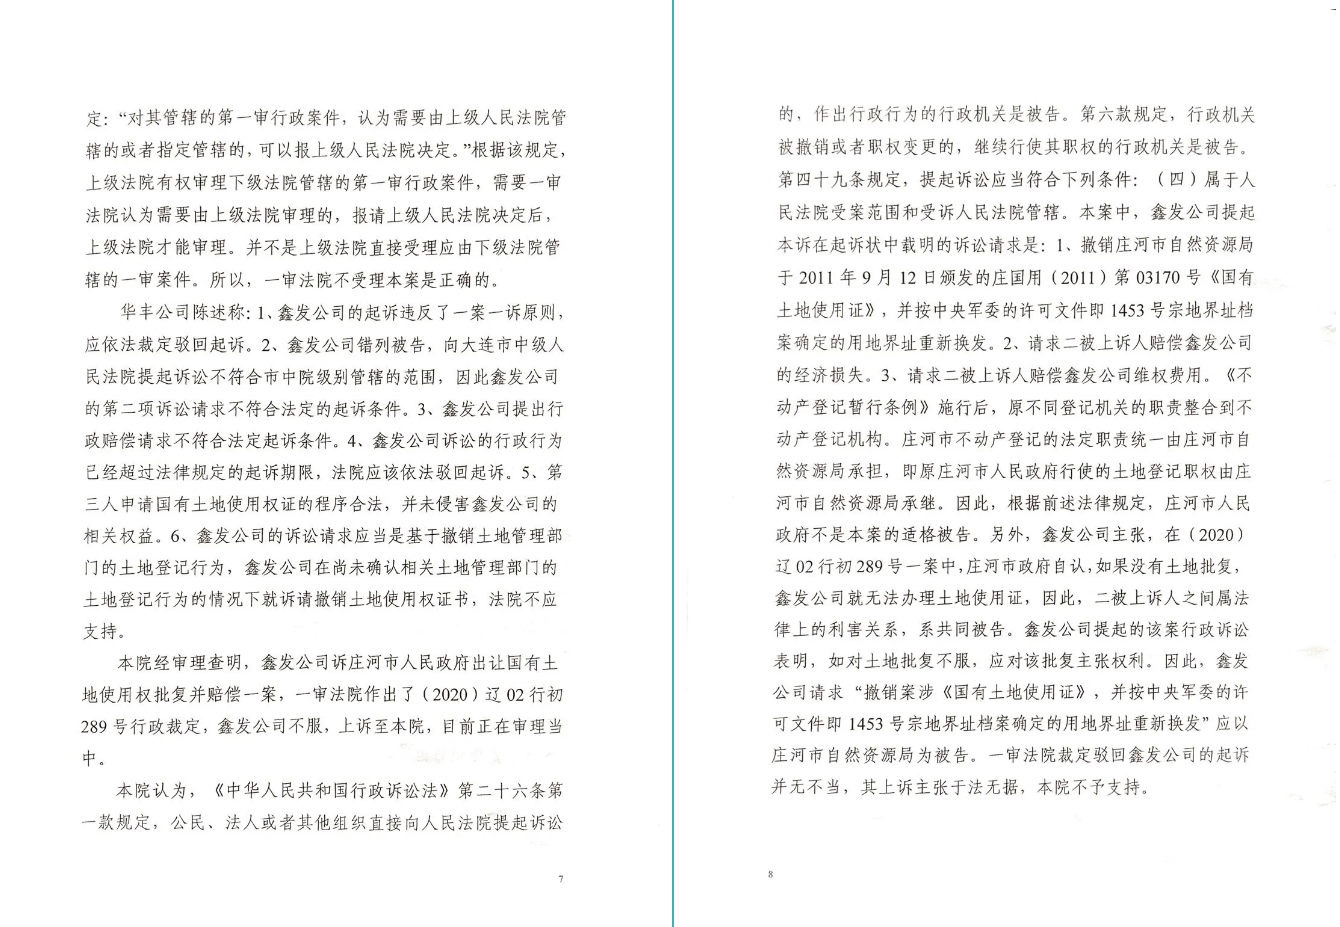 定：“对其管辖的第一审行政案件，认为需要由上级人民法院管
辖的或者指定管辖的，可以报上级人民法院决定。”根据该规定，
上级法院有权审理下级法院管辖的第一审行政案件，需要一审
法院认为需要由上级法院审理的，报请上级人民法院决定后，
上级法院才能审理。并不是上级法院直接受理应由下级法院管
辖的一审案件。所以，一审法院不受理本案是正确的。
华丰公司陈述称：1、鑫发公司的起诉违反了一案一诉原则，
应依法裁定驳回起诉。2、鑫发公司错列被告，向大连市中级人
民法院提起诉讼不符合市中院级别管辖的范围，因此鑫发公司
的第二项诉讼请求不符合法定的起诉条件。3、鑫发公司提出行
政赔偿请求不符合法定起诉条件。4、鑫发公司诉讼的行政行为
已经超过法律规定的起诉期限，法院应该依法驳回起诉。5、第
三人申请国有土地使用权证的程序合法，并未侵害鑫发公司的
相关权益。6、鑫发公司的诉讼请求应当是基于撤销土地管理部
门的土地登记行为，鑫发公司在尚未确认相关土地管理部门的
土地登记行为的情况下就诉请撤销土地使用权证书，法院不应
支持。
本院经审理查明，鑫发公司诉庄河市人民政府出让国有土
地使用权批复并赔偿一案，一审法院作出了（2020）辽 02 行初
289 号行政裁定，鑫发公司不服，上诉至本院，目前正在审理当
中。
本院认为，《中华人民共和国行政诉讼法》第二十六条第
一款规定，公民、法人或者其他组织直接向人民法院提起诉讼
7
的，作出行政行为的行政机关是被告。第六款规定，行政机关
被撤销或者职权变更的，继续行使其职权的行政机关是被告。
第四十九条规定，提起诉讼应当符合下列条件：（四）属于人
民法院受案范围和受诉人民法院管辖。本案中，鑫发公司提起
本诉在起诉状中载明的诉讼请求是：1、撤销庄河市自然资源局
于 2011 年 9 月 12 日颁发的庄国用（2011）第 03170 号《国有
土地使用证》，并按中央军委的许可文件即 1453 号宗地界址档
案确定的用地界址重新换发。2、请求二被上诉人赔偿鑫发公司
的经济损失。3、请求二被上诉人赔偿鑫发公司维权费用。《不
动产登记暂行条例》施行后，原不同登记机关的职责整合到不
动产登记机构。庄河市不动产登记的法定职责统一由庄河市自
然资源局承担，即原庄河市人民政府行使的土地登记职权由庄
河市自然资源局承继。因此，根据前述法律规定，庄河市人民
政府不是本案的适格被告。另外，鑫发公司主张，在（2020）
辽 02 行初 289 号一案中，庄河市政府自认，如果没有土地批复，
鑫发公司就无法办理土地使用证，因此，二被上诉人之间属法
律上的利害关系，系共同被告。鑫发公司提起的该案行政诉讼
表明，如对土地批复不服，应对该批复主张权利。因此，鑫发
公司请求“撤销案涉《国有土地使用证》，并按中央军委的许
可文件即 1453 号宗地界址档案确定的用地界址重新换发”应以
庄河市自然资源局为被告。一审法院裁定驳回鑫发公司的起诉
并无不当，其上诉主张于法无据，本院不予支持。
8